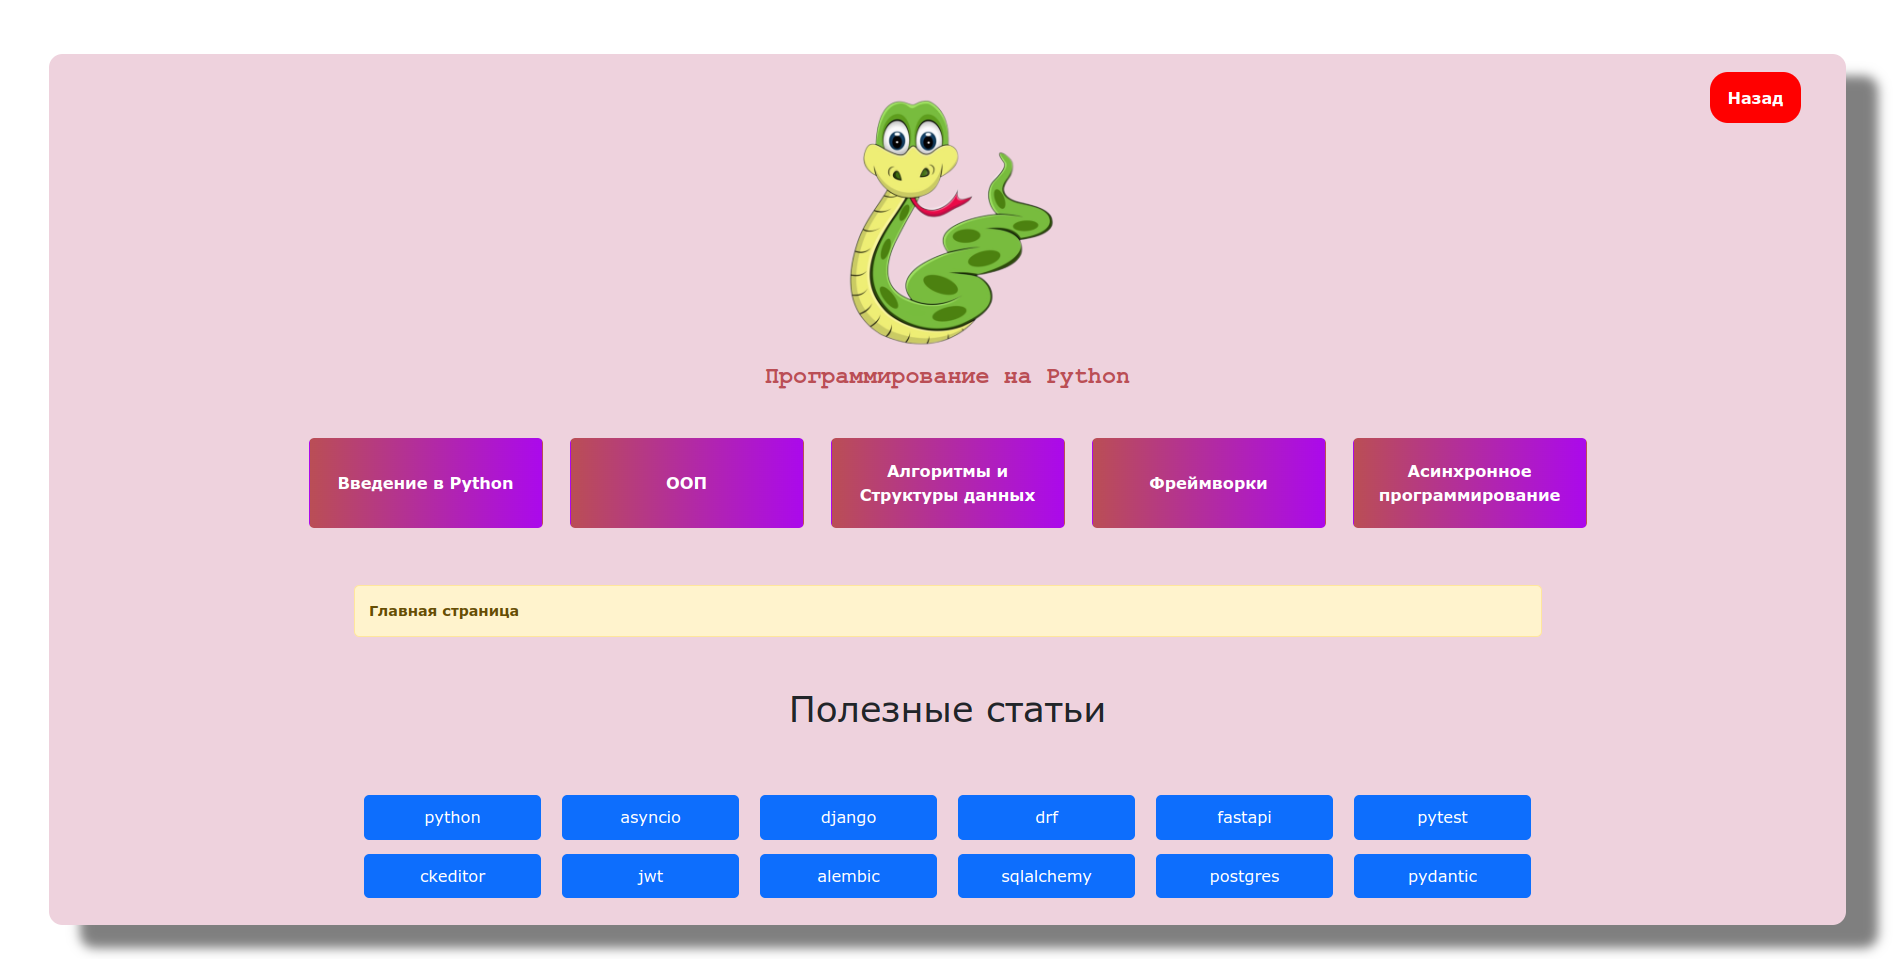 Назад
Программирование на Python
Введение в Python
ООП
Алгоритмы и
Структуры данных
Фреймворки
Асинхронное
программирование
Главная страница
Полезные статьи
python
asyncio
django
drf
fastapi
pytest
ckeditor
jwt
alembic
sqlalchemy
postgres
pydantic